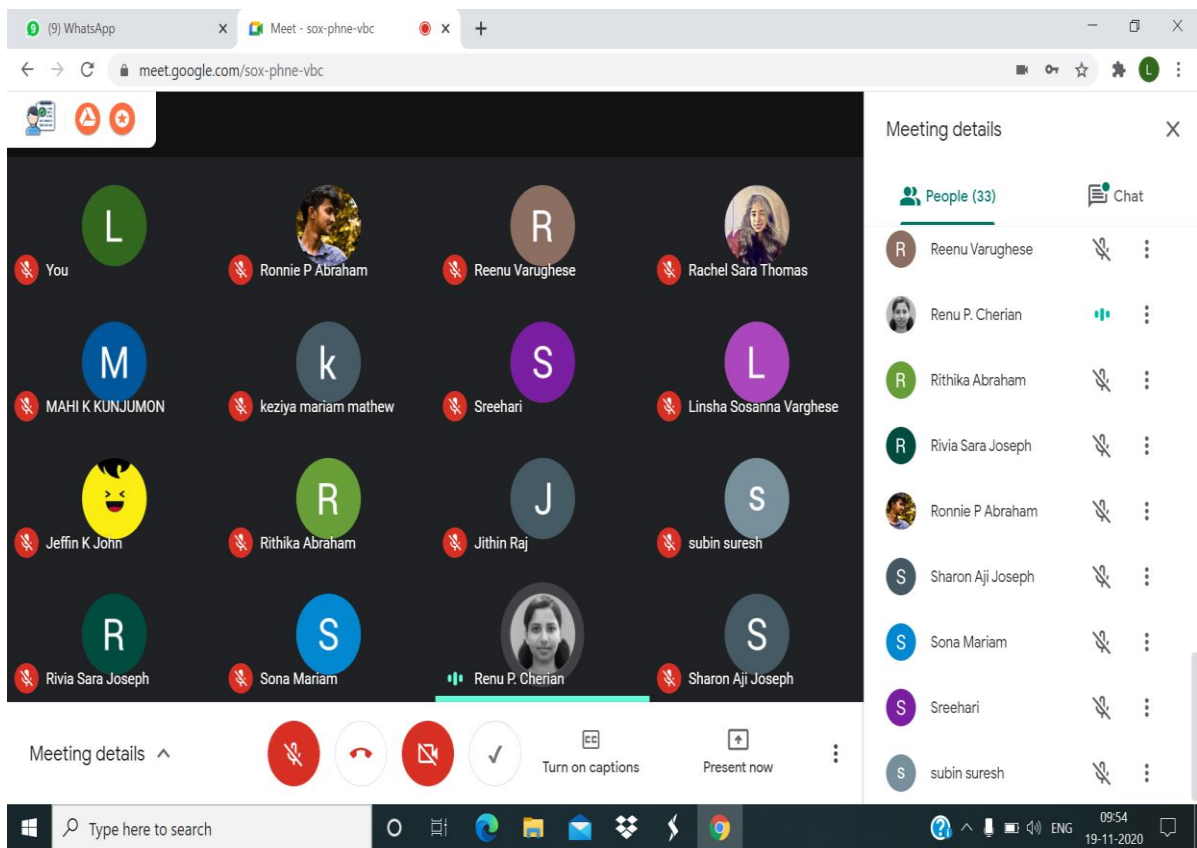 9 (9) WhatsApp Meet - sox-phne-vbc
meet.google.com/sox-phne-vbc L
Meeting details
People (33) Chat
L
You
Ronnie P Abraham
R
Reenu Varughese
Rachel Sara Thomas
M
MAHI K KUNJUMON
k
keziya mariam mathew
S
Sreehari
L
Linsha Sosanna Varghese
Jeffin K John
R
Rithika Abraham
J
Jithin Raj
s
subin suresh
R
Rivia Sara Joseph
S
Sona Mariam
Renu P. Cherian
S
Sharon Aji Joseph
R Reenu Varughese
Renu P. Cherian
R Rithika Abraham
R Rivia Sara Joseph
Ronnie P Abraham
S Sharon Aji Joseph
S Sona Mariam
S Sreehari
s subin suresh
Meeting details
CC
Turn on captions
Present now
Type here to search
ENG
09:54
19-11-2020